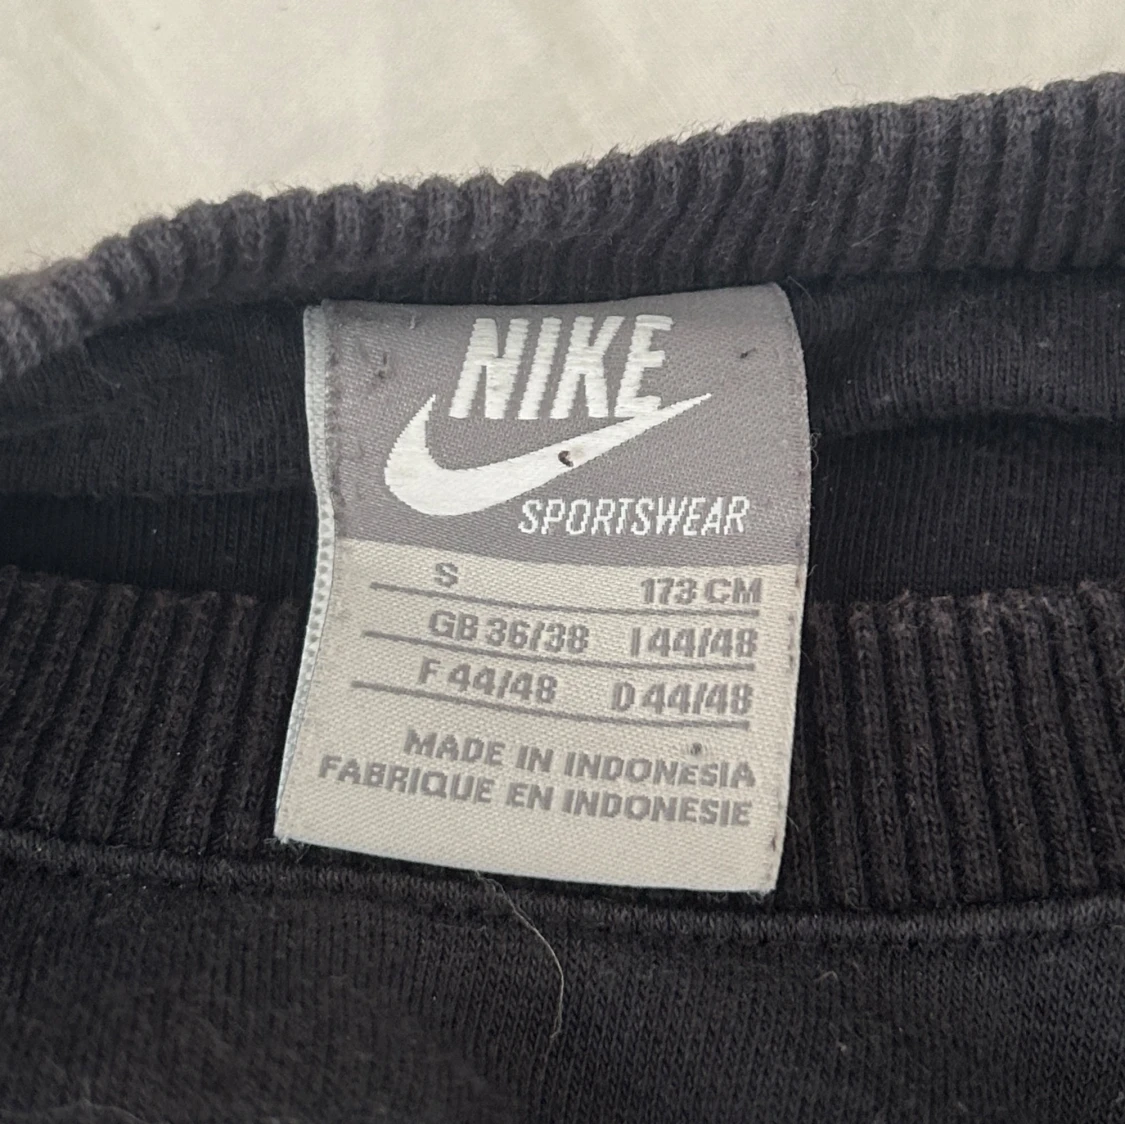 NIKE
SPORTSWEAR
S 173 CM
GB 36/38 I 44/48
F 44/48 D 44/48
MADE IN INDONESIA
FABRIQUE EN INDONESIE